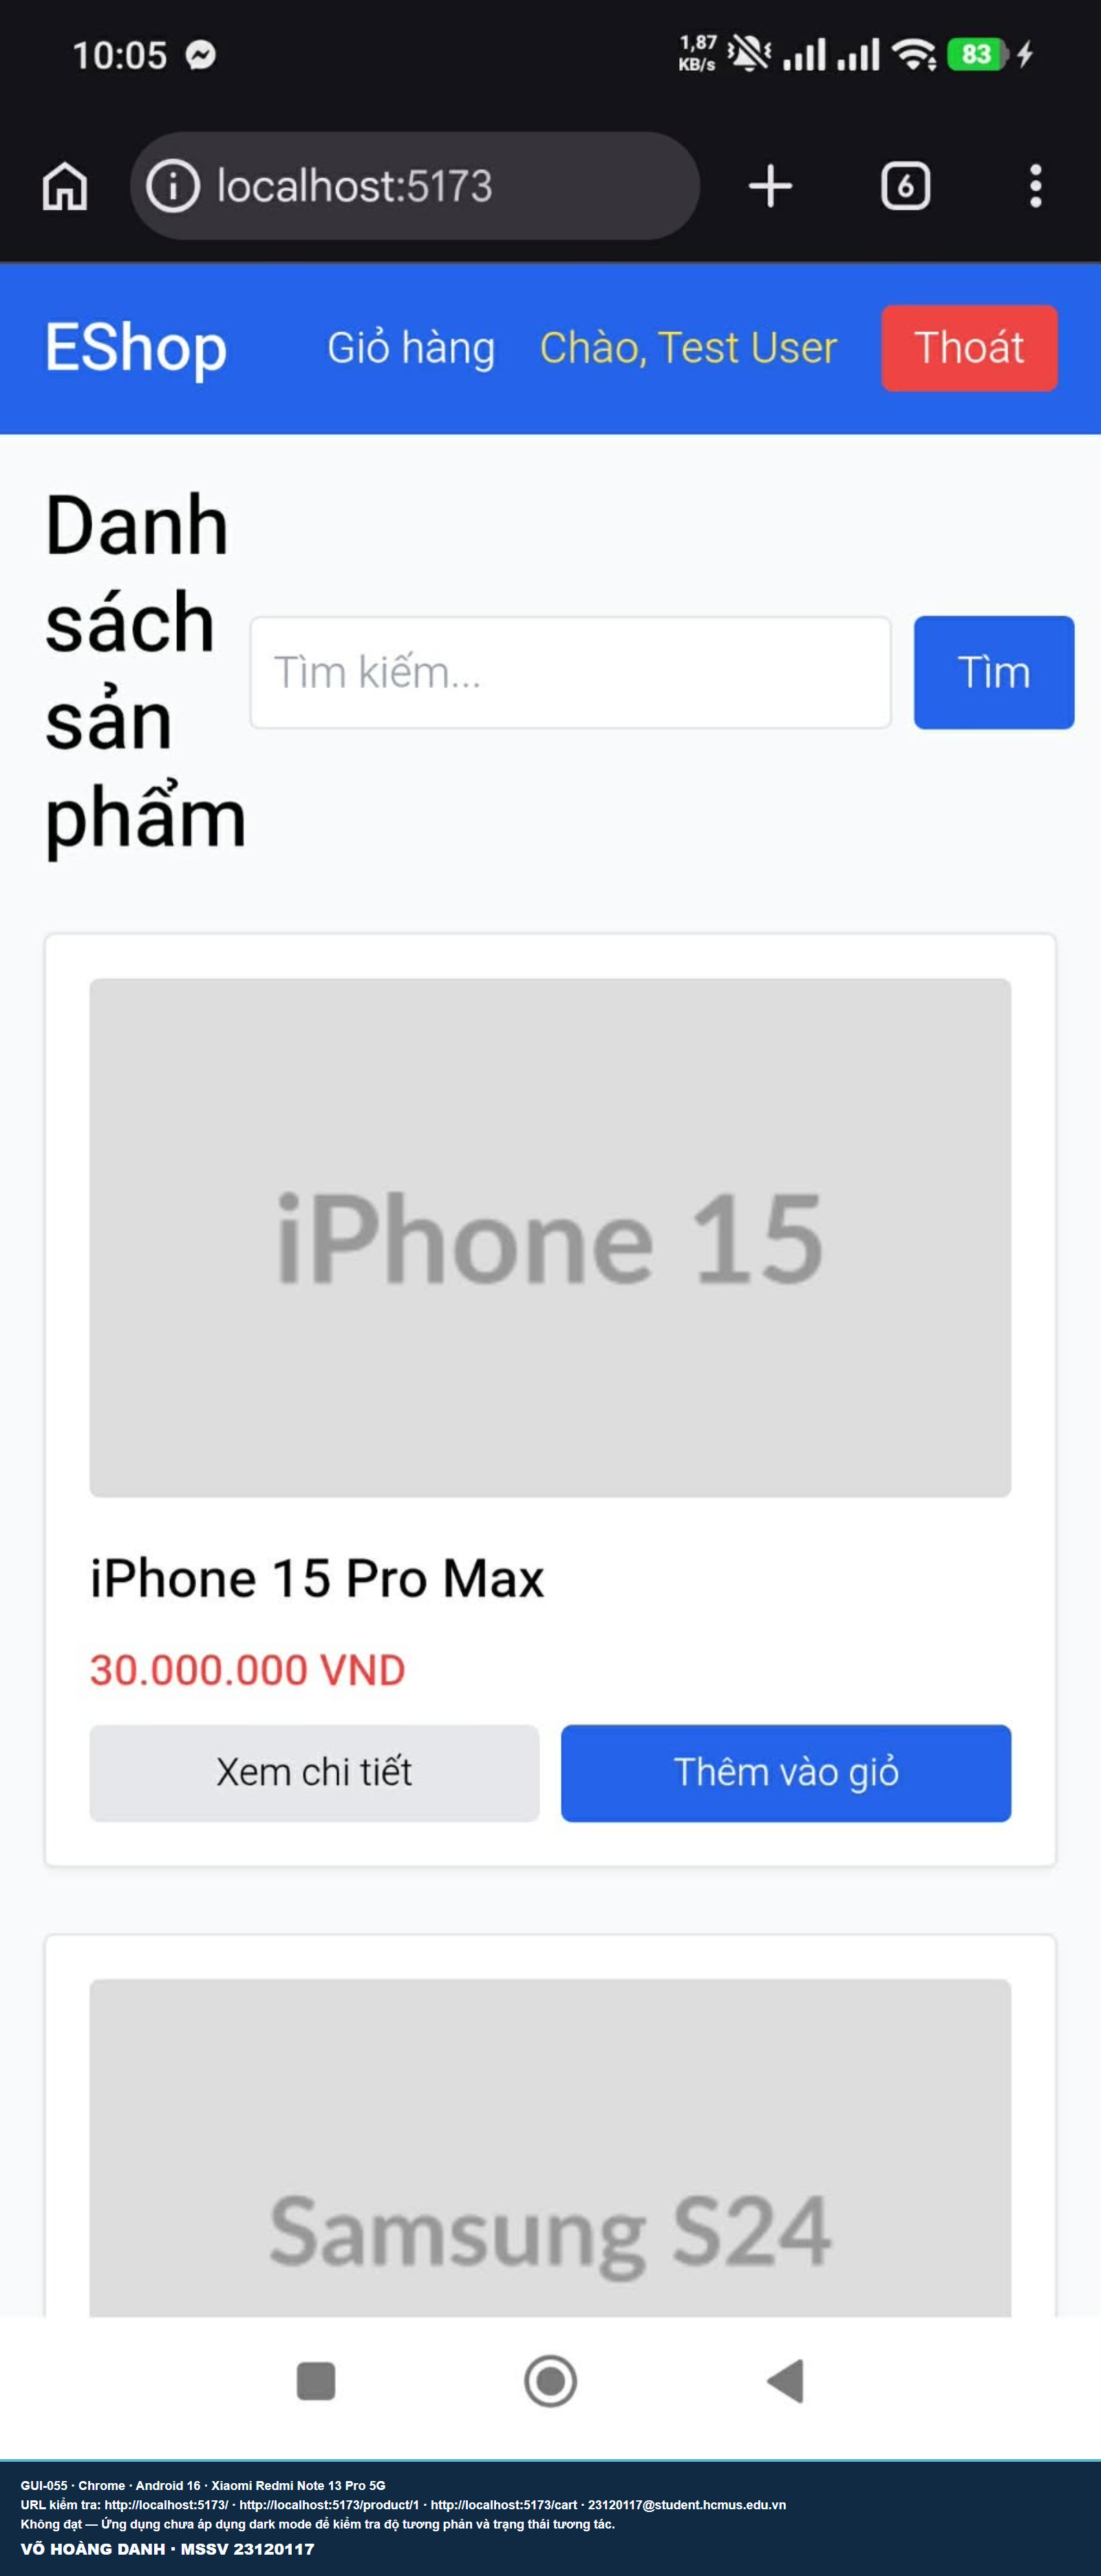 10:05
1,87
KB/s
83
localhost:5173
6
EShop
Giỏ hàng
Chào, Test User
Thoát
Danh
sách
sản
phẩm
Tìm kiếm...
Tìm
iPhone 15
iPhone 15 Pro Max
30.000.000 VND
Xem chi tiết
Thêm vào giỏ
Samsung S24
GUI-055 · Chrome · Android 16 · Xiaomi Redmi Note 13 Pro 5G
URL kiểm tra: http://localhost:5173/ · http://localhost:5173/product/1 · http://localhost:5173/cart · 23120117@student.hcmus.edu.vn
Không đạt — Ứng dụng chưa áp dụng dark mode để kiểm tra độ tương phản và trạng thái tương tác.
VÕ HOÀNG DANH · MSSV 23120117